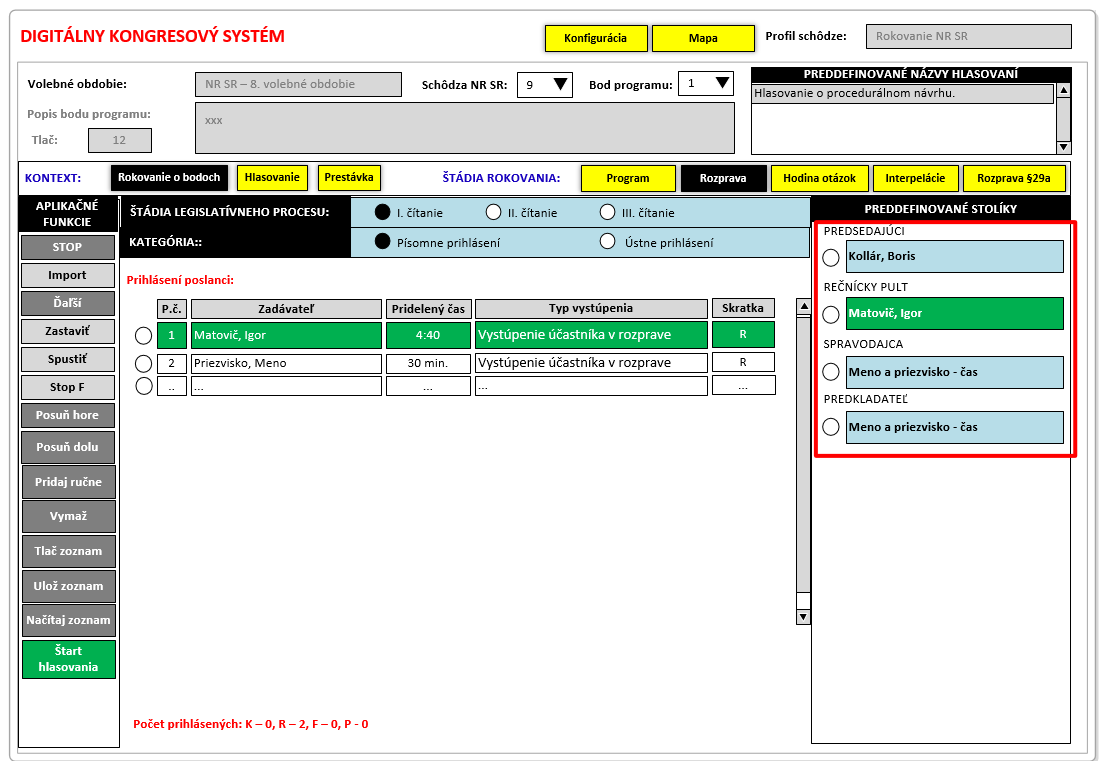 DIGITÁLNY KONGRESOVÝ SYSTÉM
Konfigurácia
Mapa
Profil schôdze:
Rokovanie NR SR
Volebné obdobie:
NR SR – 8. volebné obdobie
Schôdza NR SR:
9
Bod programu:
1
PREDDEFINOVANÉ NÁZVY HLASOVANÍ
Hlasovanie o procedurálnom návrhu.
Popis bodu programu:
xxx
Tlač:
12
KONTEXT:
Rokovanie o bodoch
Hlasovanie
Prestávka
ŠTÁDIA ROKOVANIA:
Program
Rozprava
Hodina otázok
Interpelácie
Rozprava §29a
APLIKAČNÉ
FUNKCIE
STOP
Import
Ďaľší
Zastaviť
Spustiť
Stop F
Posuň hore
Posuň dolu
Pridaj ručne
Vymaž
Tlač zoznam
Ulož zoznam
Načítaj zoznam
Štart
hlasovania
ŠTÁDIA LEGISLATÍVNEHO PROCESU:
I. čítanie
II. čítanie
III. čítanie
KATEGÓRIA::
Písomne prihlásení
Ústne prihlásení
Prihlásení poslanci:
P.č. Zadávateľ Pridelený čas Typ vystúpenia Skratka
1 Matovič, Igor 4:40 Vystúpenie účastníka v rozprave R
2 Priezvisko, Meno 30 min. Vystúpenie účastníka v rozprave R
.. ... ... ... ...
Počet prihlásených: K – 0, R – 2, F – 0, P - 0
PREDDEFINOVANÉ STOLÍKY
PREDSEDAJÚCI
Kollár, Boris
REČNÍCKY PULT
Matovič, Igor
SPRAVODAJCA
Meno a priezvisko - čas
PREDKLADATEĽ
Meno a priezvisko - čas